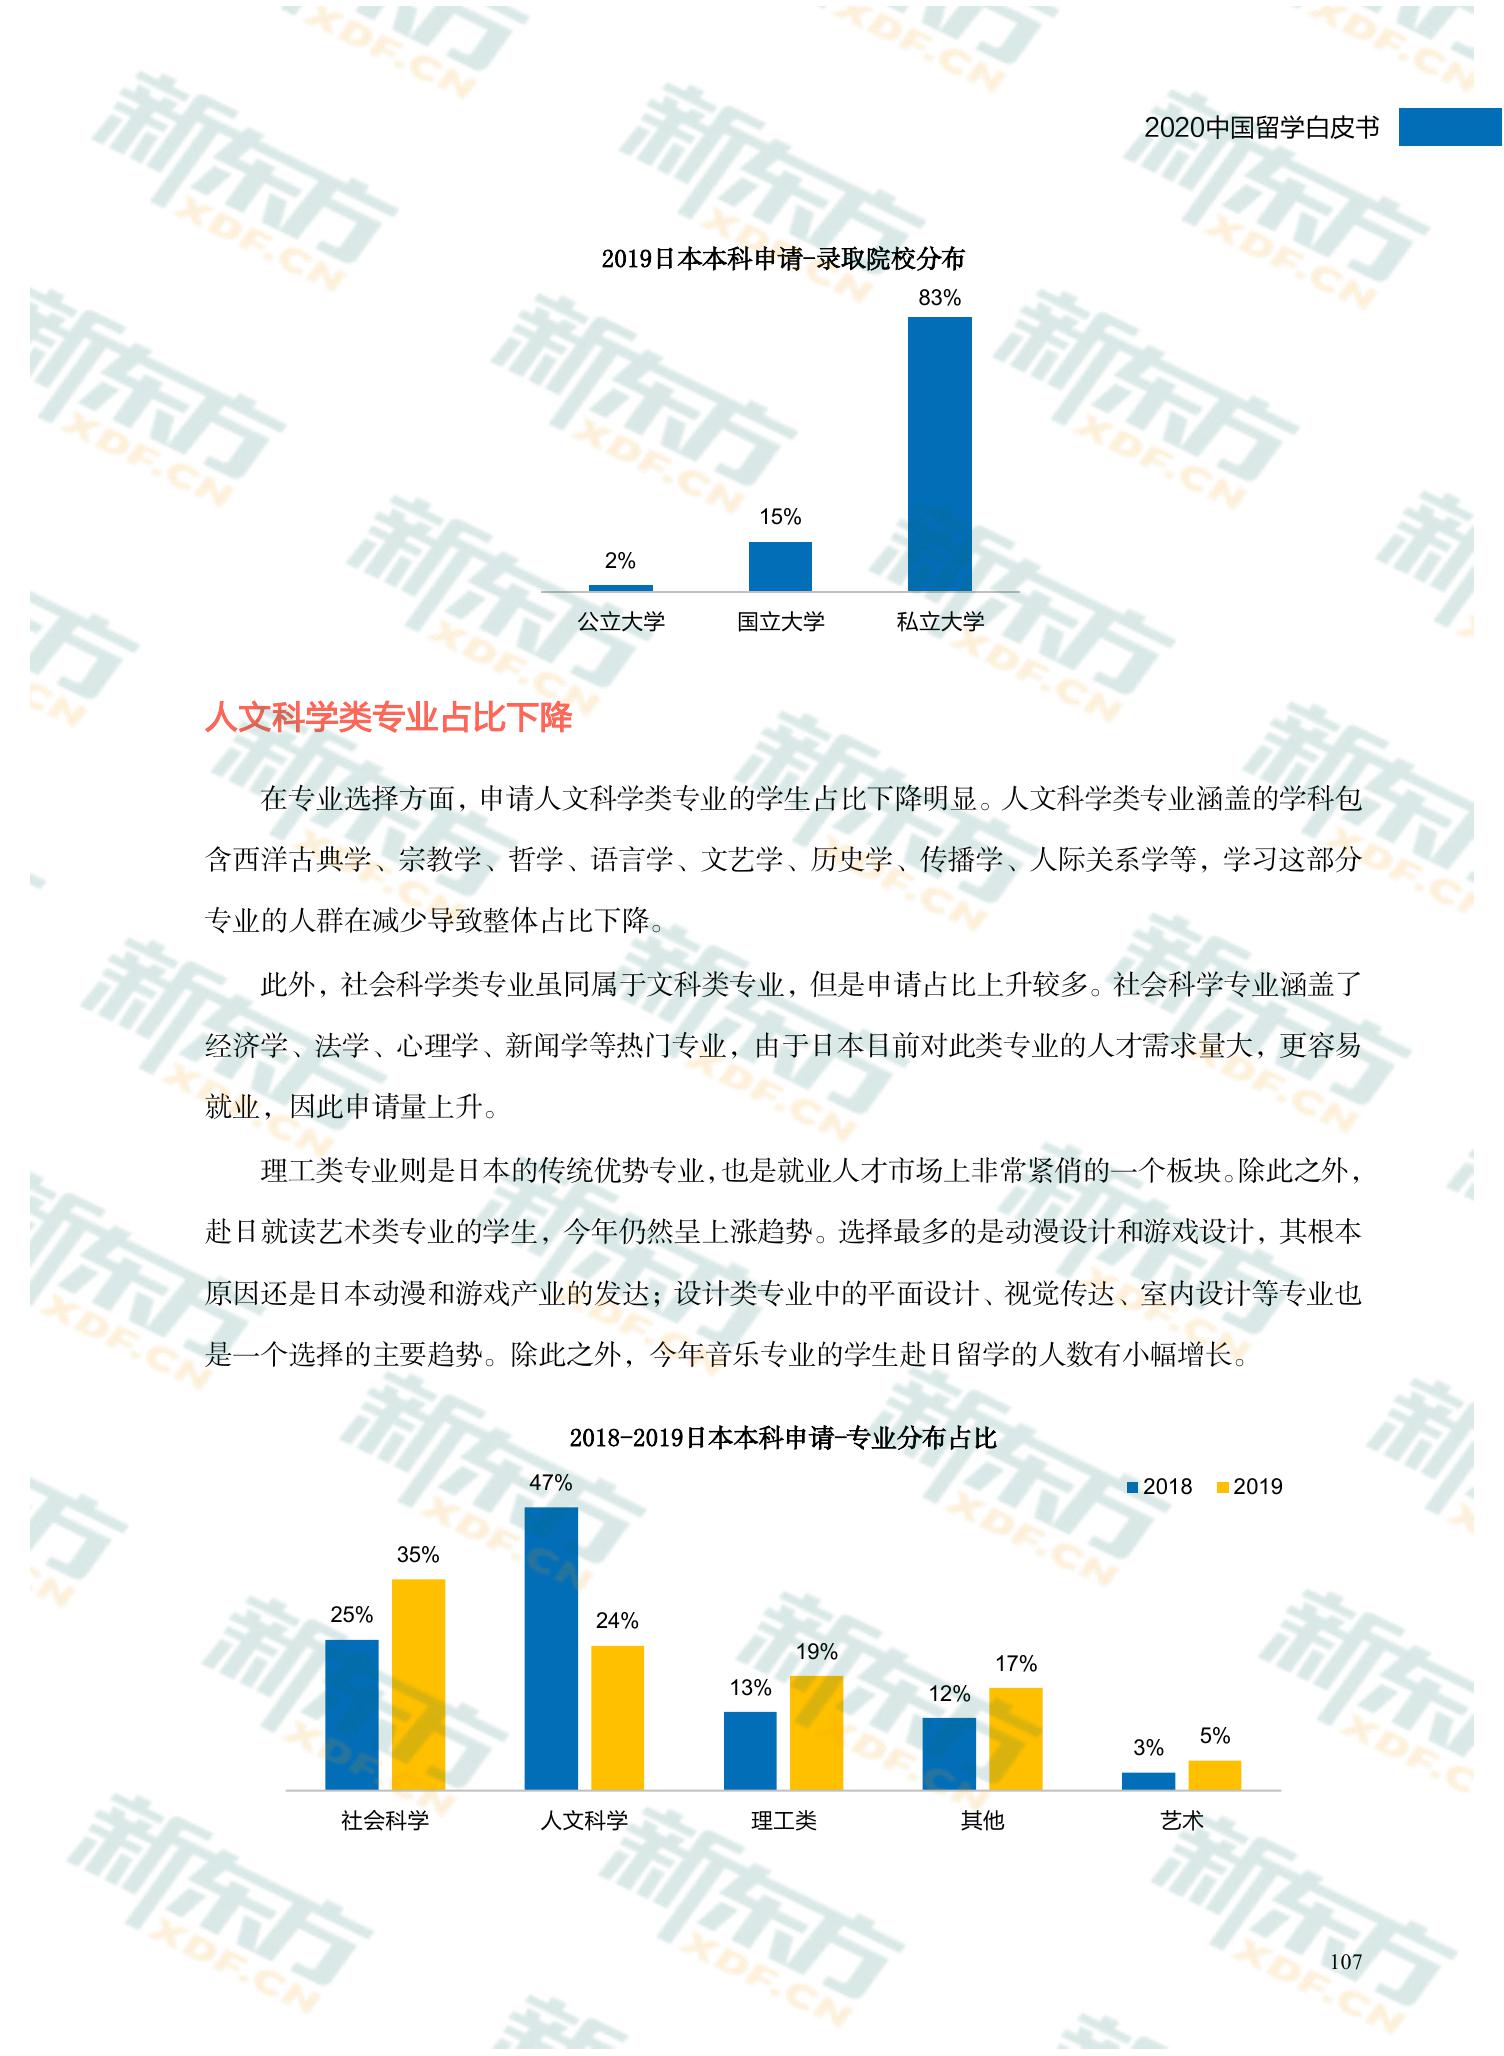 2020中国留学白皮书
2019日本本科申请-录取院校分布
83%
15%
2%
公立大学 国立大学 私立大学
人文科学类专业占比下降
在专业选择方面，申请人文科学类专业的学生占比下降明显。人文科学类专业涵盖的学科包
含西洋古典学、宗教学、哲学、语言学、文艺学、历史学、传播学、人际关系学等，学习这部分
专业的人群在减少导致整体占比下降。
此外，社会科学类专业虽同属于文科类专业，但是申请占比上升较多。社会科学专业涵盖了
经济学、法学、心理学、新闻学等热门专业，由于日本目前对此类专业的人才需求量大，更容易
就业，因此申请量上升。
理工类专业则是日本的传统优势专业，也是就业人才市场上非常紧俏的一个板块。除此之外，
赴日就读艺术类专业的学生，今年仍然呈上涨趋势。选择最多的是动漫设计和游戏设计，其根本
原因还是日本动漫和游戏产业的发达；设计类专业中的平面设计、视觉传达、室内设计等专业也
是一个选择的主要趋势。除此之外，今年音乐专业的学生赴日留学的人数有小幅增长。
2018-2019日本本科申请-专业分布占比
2018 2019
25% 35% 47% 24% 13% 19% 12% 17% 3% 5%
社会科学 人文科学 理工类 其他 艺术
107
新东方
XDF.CN